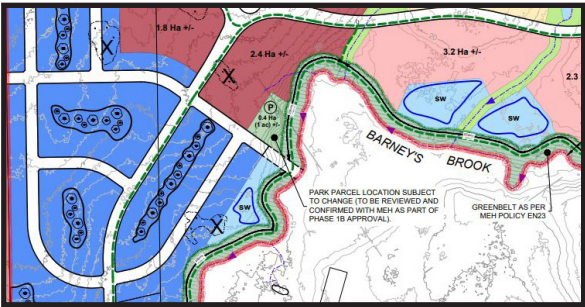 1.8 Ha +/-
X
2.4 Ha +/-
X
3.2 Ha +/-
2.3
P
0.4 Ha
(1 ac) +/-
SW
SW
BARNEY'S BROOK
PARK PARCEL LOCATION SUBJECT
TO CHANGE (TO BE REVIEWED AND
CONFIRMED WITH MEH AS PART OF
PHASE 1B APPROVAL).
GREENBELT AS PER
MEH POLICY EN23
SW
X